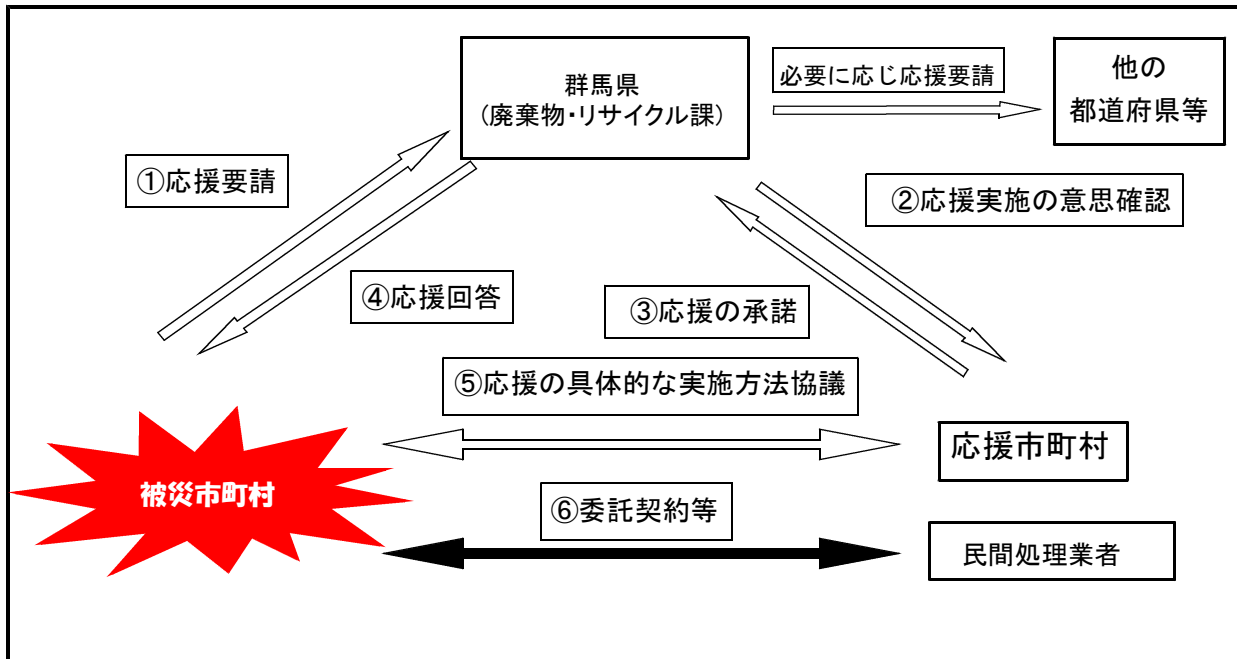 群馬県
(廃棄物・リサイクル課)
必要に応じ応援要請
他の
都道府県等
①応援要請
②応援実施の意思確認
④応援回答
③応援の承諾
⑤応援の具体的な実施方法協議
応援市町村
被災市町村
⑥委託契約等
民間処理業者